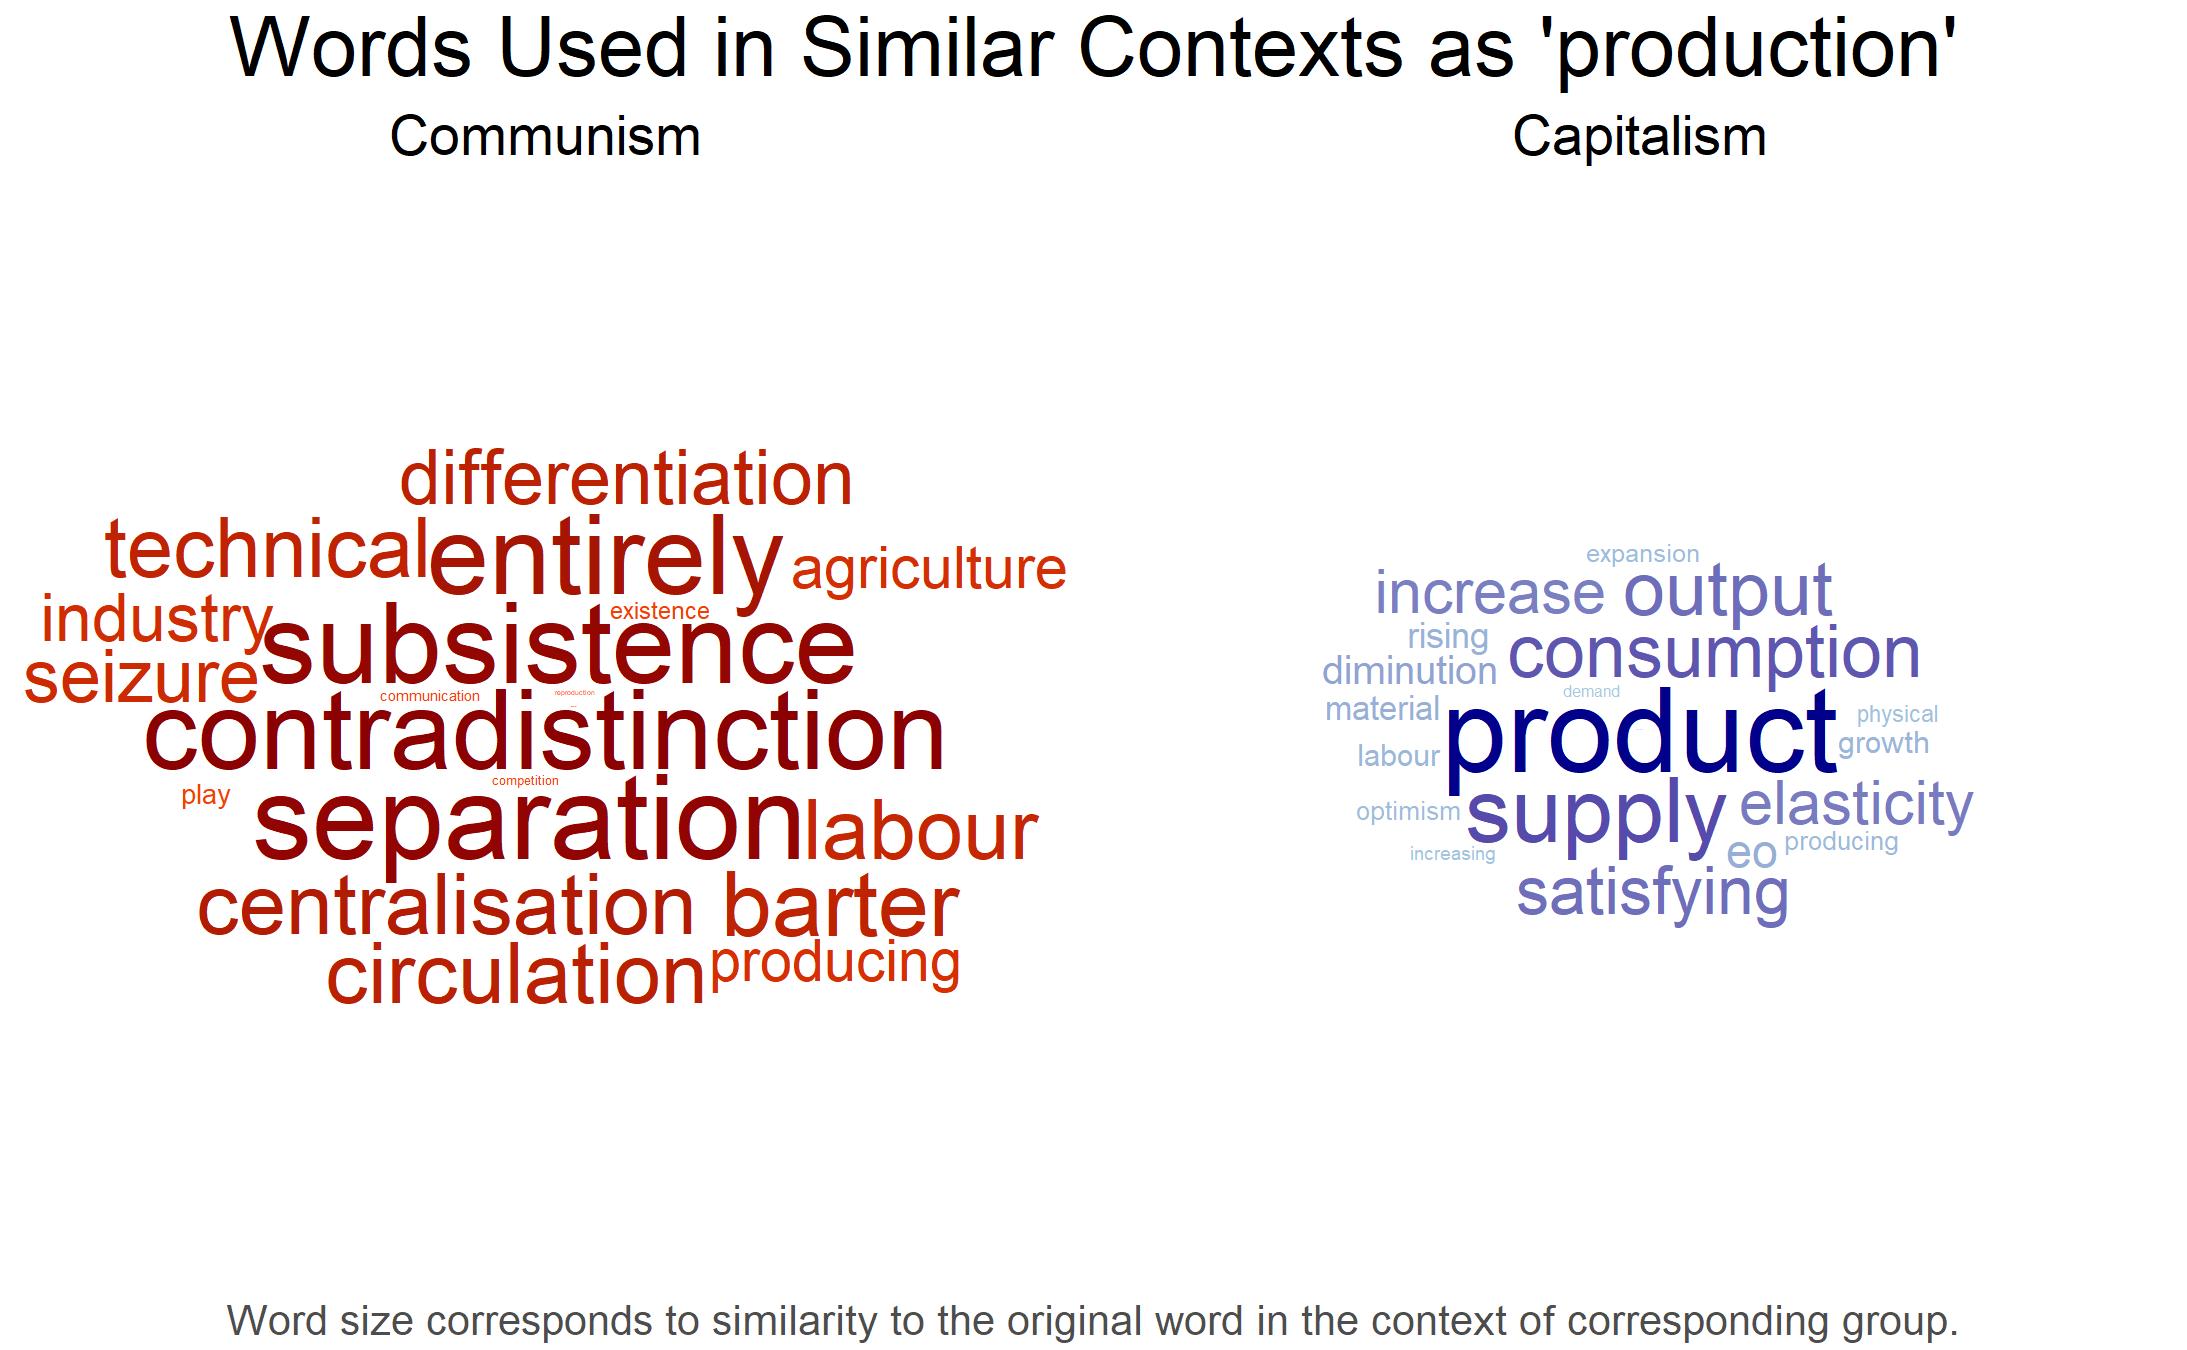 Words Used in Similar Contexts as 'production'
Communism
Capitalism
differentiation
technical
entirely
agriculture
industry
existence
subsistence
seizure
communication
reproduction
contradistinction
play
competition
separation
labour
centralisation
barter
circulation
producing
expansion
increase
output
rising
consumption
diminution
demand
material
product
physical
growth
labour
optimism
supply
elasticity
increasing
eo
producing
satisfying
Word size corresponds to similarity to the original word in the context of corresponding group.